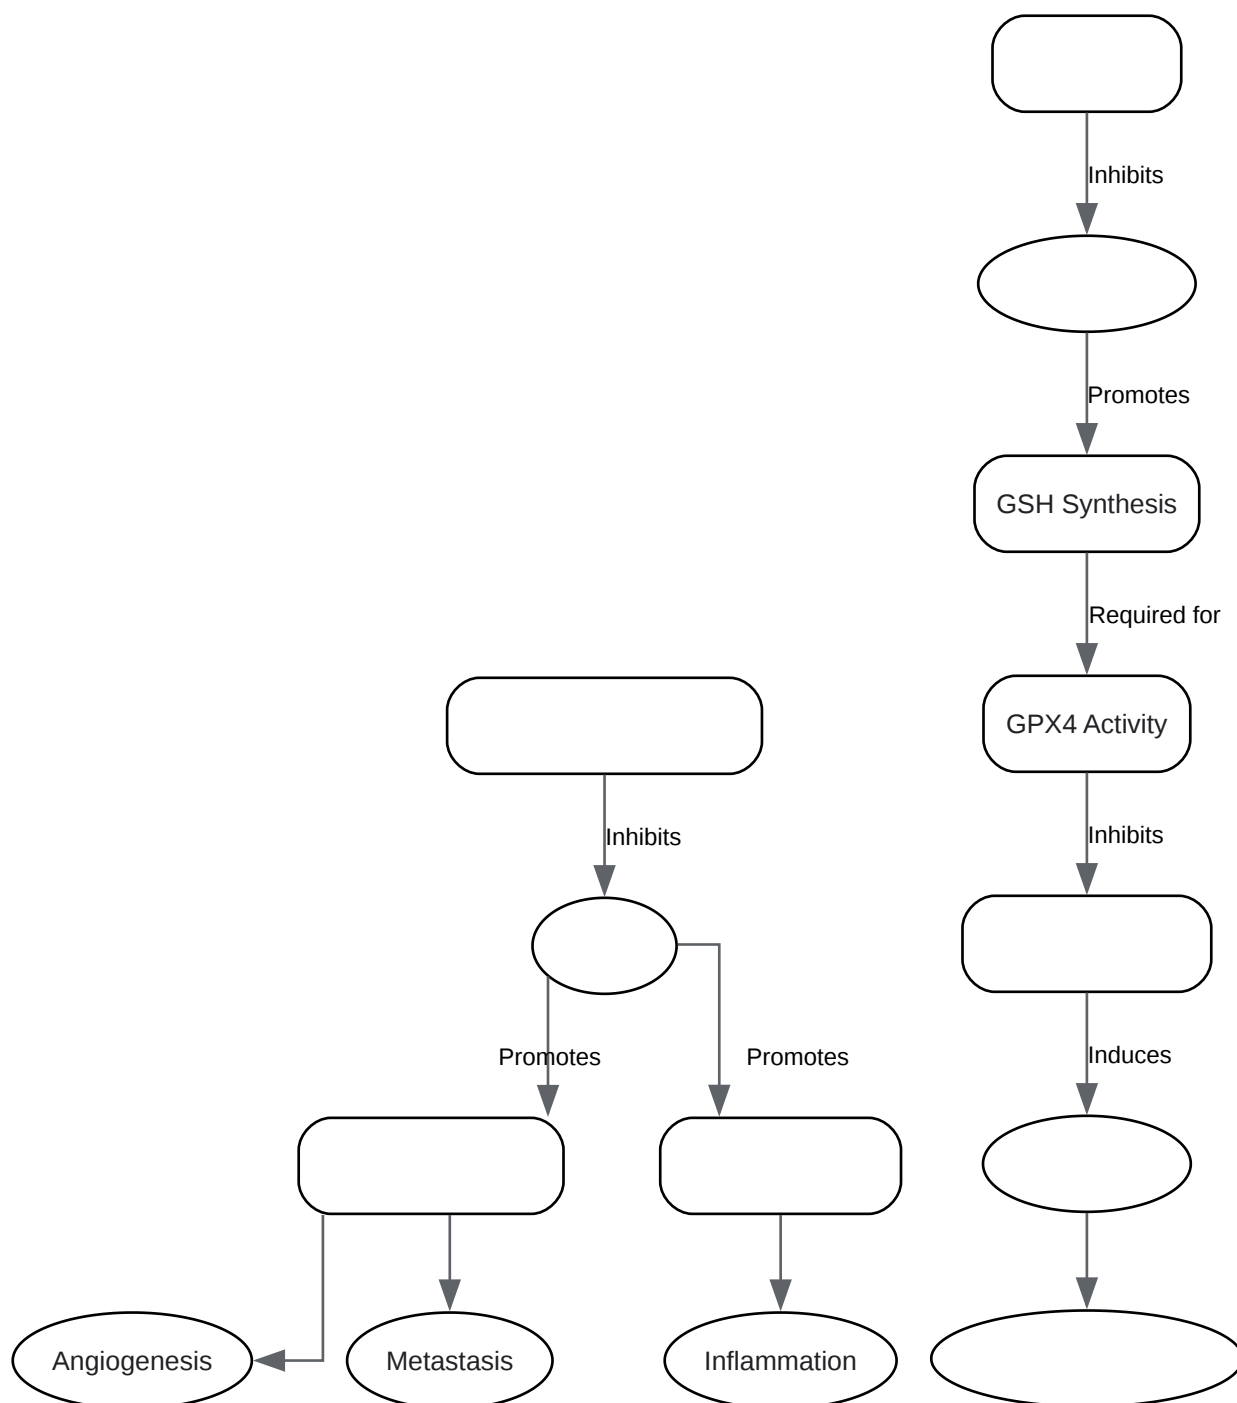 Inhibits
Promotes
GSH Synthesis
Required for
GPX4 Activity
Inhibits
Inhibits
Induces
Promotes
Promotes
Angiogenesis
Metastasis
Inflammation